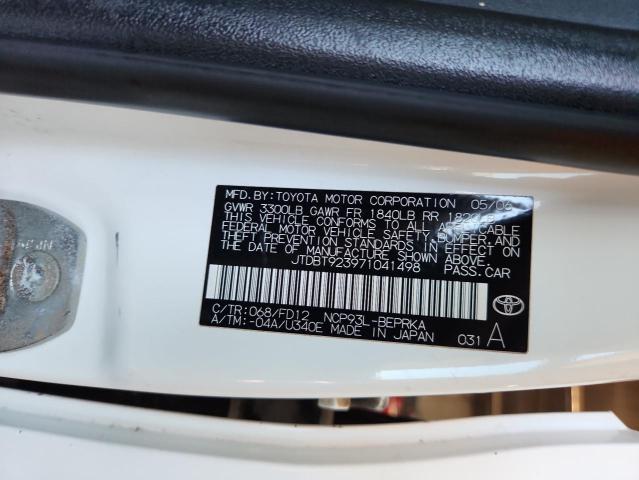 MFD.BY:TOYOTA MOTOR CORPORATION 05/06
GVWR 3300LB GAWR FR 1840LB RR
THIS VEHICLE CONFORMS TO ALL APPLICABLE
FEDERAL MOTOR VEHICLE SAFETY, BUMPER, AND
THEFT PREVENTION STANDARDS IN EFFECT ON
THE DATE OF MANUFACTURE SHOWN ABOVE.
JTDBT923971041498 PASS.CAR
C/TR:068/FD12 NCP93L-BEPRKA
A/TM:-04A/U340E MADE IN JAPAN 031 A